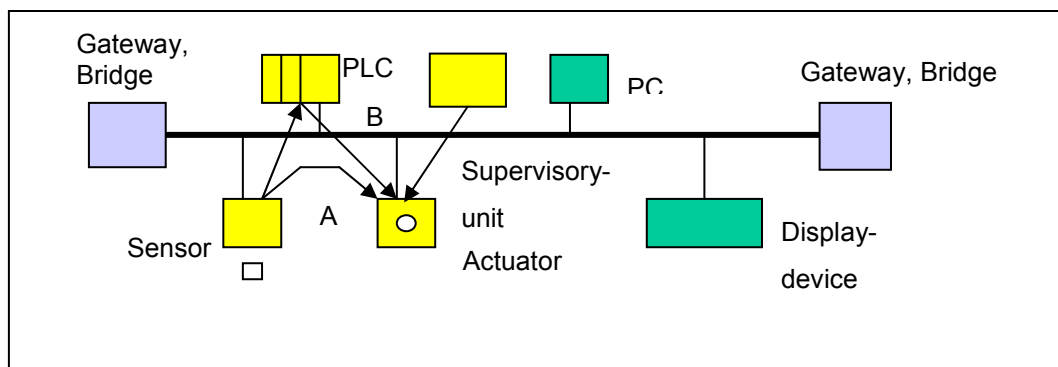 Gateway,
Bridge
PLC
PC
Gateway, Bridge
B
Supervisory-
unit
A
Sensor
Actuator
Display-
device